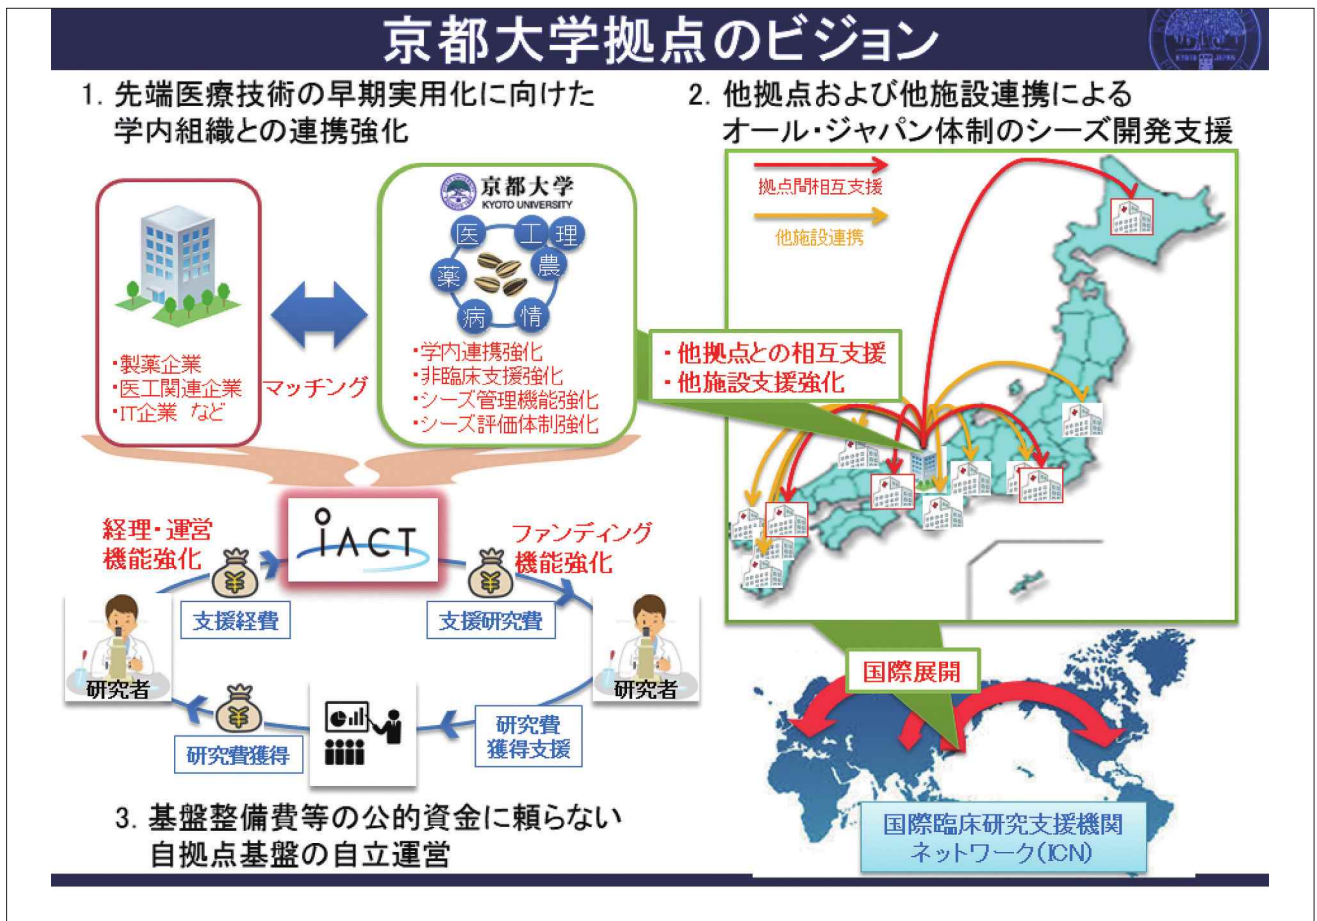 京都大学拠点のビジョン
1. 先端医療技術の早期実用化に向けた
学内組織との連携強化
京都大学
KYOTO UNIVERSITY
医
工
理
薬
農
病
情
・製薬企業
・医工関連企業
・IT企業 など
マッチング
・学内連携強化
・非臨床支援強化
・シーズ管理機能強化
・シーズ評価体制強化
経理・運営
機能強化
iACT
ファンディング
機能強化
支援経費
支援研究費
研究者
研究者
研究費獲得
研究費
獲得支援
3. 基盤整備費等の公的資金に頼らない
自拠点基盤の自立運営
2. 他拠点および他施設連携による
オール・ジャパン体制のシーズ開発支援
拠点間相互支援
他施設連携
・他拠点との相互支援
・他施設支援強化
国際展開
国際臨床研究支援機関
ネットワーク(ICN)